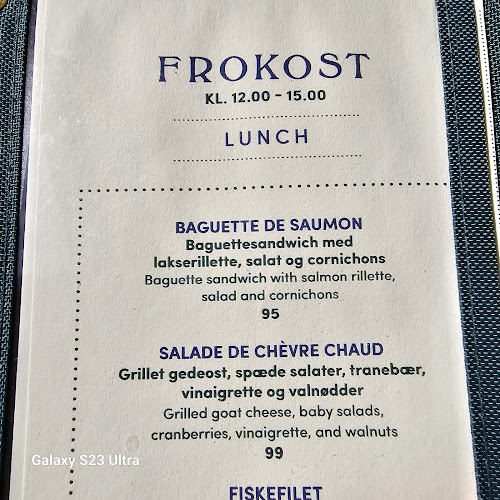 FROKOST
KL. 12.00 - 15.00
LUNCH
BAGUETTE DE SAUMON
Baguettesandwich med
lakserillette, salat og cornichons
Baguette sandwich with salmon rillette,
salad and cornichons
95
SALADE DE CHÈVRE CHAUD
Grillet gedeost, spæde salater, tranebær,
vinaigrette og valnødder
Grilled goat cheese, baby salads,
cranberries, vinaigrette, and walnuts
99
FISKEFILET
Galaxy S23 Ultra